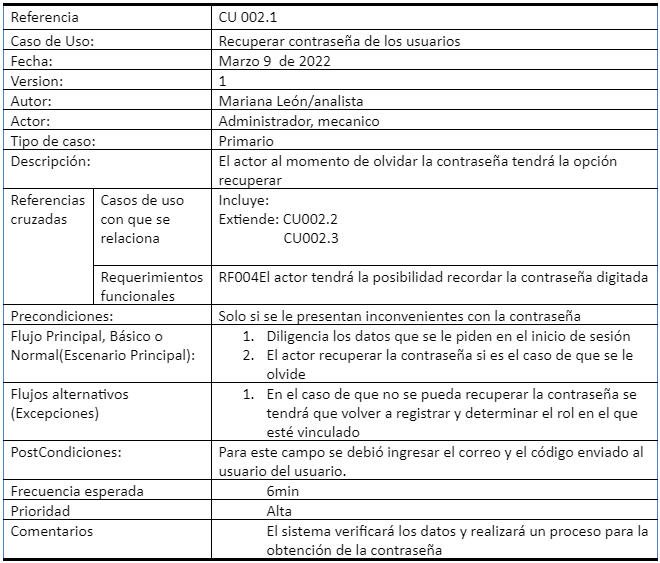 Referencia CU 002.1
Caso de Uso: Recuperar contraseña de los usuarios
Fecha: Marzo 9 de 2022
Version: 1
Autor: Mariana León/analista
Actor: Administrador, mecanico
Tipo de caso: Primario
Descripción: El actor al momento de olvidar la contraseña tendrá la opción
recuperar
Referencias
cruzadas
Casos de uso
con que se
relaciona
Incluye:
Extiende: CU002.2
CU002.3
Requerimientos
funcionales
RF004El actor tendrá la posibilidad recordar la contraseña digitada
Precondiciones: Solo si se le presentan inconvenientes con la contraseña
Flujo Principal, Básico o
Normal(Escenario Principal):
1. Diligencia los datos que se le piden en el inicio de sesión
2. El actor recuperar la contraseña si es el caso de que se le
olvide
Flujos alternativos
(Excepciones)
1. En el caso de que no se pueda recuperar la contraseña se
tendrá que volver a registrar y determinar el rol en el que
esté vinculado
PostCondiciones: Para este campo se debió ingresar el correo y el código enviado al
usuario del usuario.
Frecuencia esperada 6min
Prioridad Alta
Comentarios El sistema verificará los datos y realizará un proceso para la
obtención de la contraseña